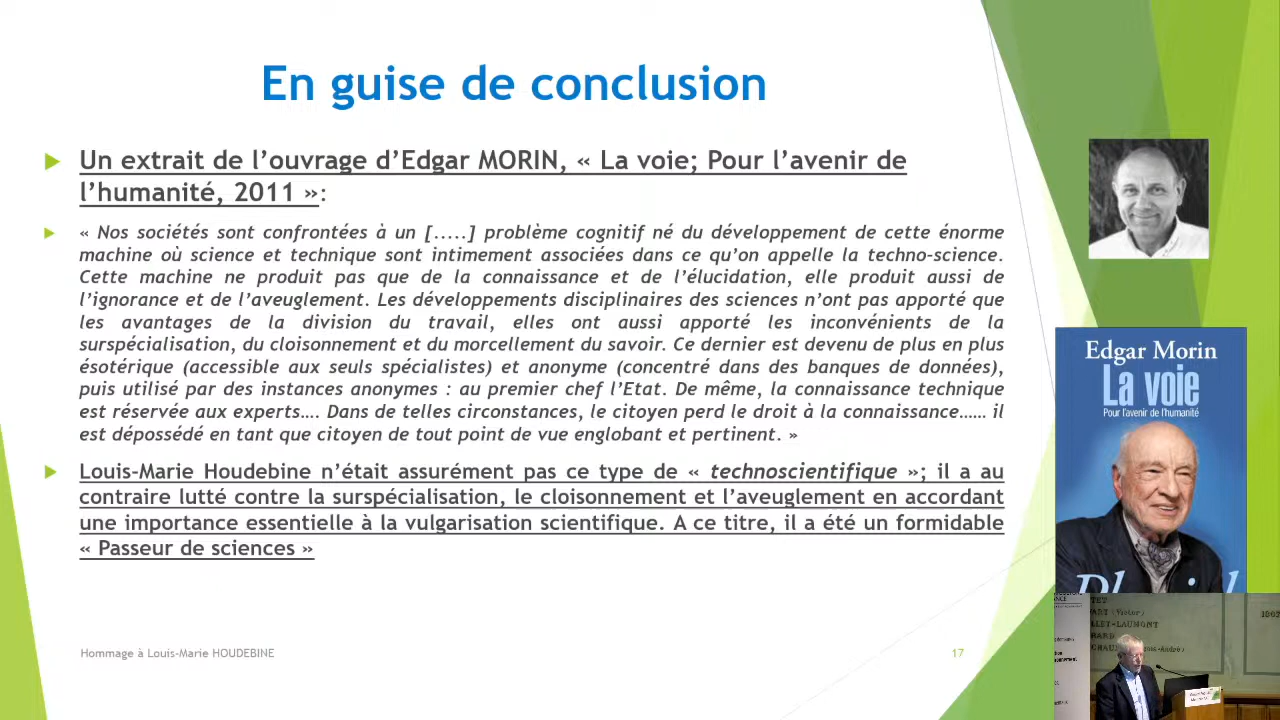 En guise de conclusion
Un extrait de l’ouvrage d’Edgar MORIN, « La voie; Pour l’avenir de
l’humanité, 2011 »:
« Nos sociétés sont confrontées à un [.....] problème cognitif né du développement de cette énorme
machine où science et technique sont intimement associées dans ce qu’on appelle la techno-science.
Cette machine ne produit pas que de la connaissance et de l’élucidation, elle produit aussi de
l’ignorance et de l’aveuglement. Les développements disciplinaires des sciences n’ont pas apporté que
les avantages de la division du travail, elles ont aussi apporté les inconvénients de la
surspécialisation, du cloisonnement et du morcellement du savoir. Ce dernier est devenu de plus en plus
ésotérique (accessible aux seuls spécialistes) et anonyme (concentré dans des banques de données),
puis utilisé par des instances anonymes : au premier chef l’Etat. De même, la connaissance technique
est réservée aux experts…. Dans de telles circonstances, le citoyen perd le droit à la connaissance…… il
est dépossédé en tant que citoyen de tout point de vue englobant et pertinent. »
Louis-Marie Houdebine n’était assurément pas ce type de « technoscientifique »; il a au
contraire lutté contre la surspécialisation, le cloisonnement et l’aveuglement en accordant
une importance essentielle à la vulgarisation scientifique. A ce titre, il a été un formidable
« Passeur de sciences »
Hommage à Louis-Marie HOUDEBINE
17
Edgar Morin
La voie
Pour l’avenir de l’humanité